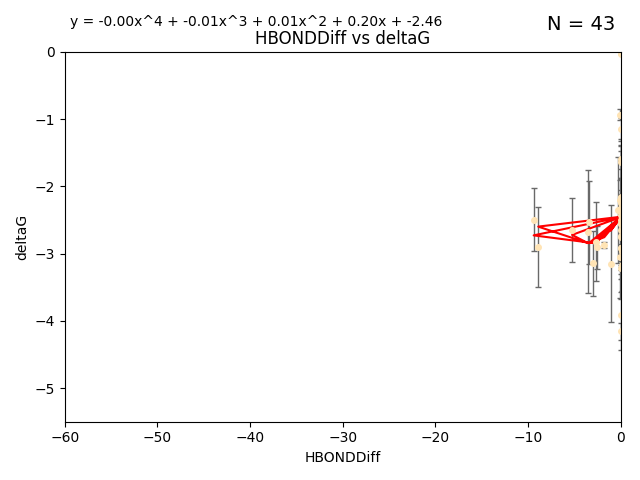 y = -0.00x^4 + -0.01x^3 + 0.01x^2 + 0.20x + -2.46
N = 43
HBONDDiff vs deltaG
0
−1
−2
−3
−4
−5
deltaG
−60
−50
−40
−30
−20
−10
0
HBONDDiff